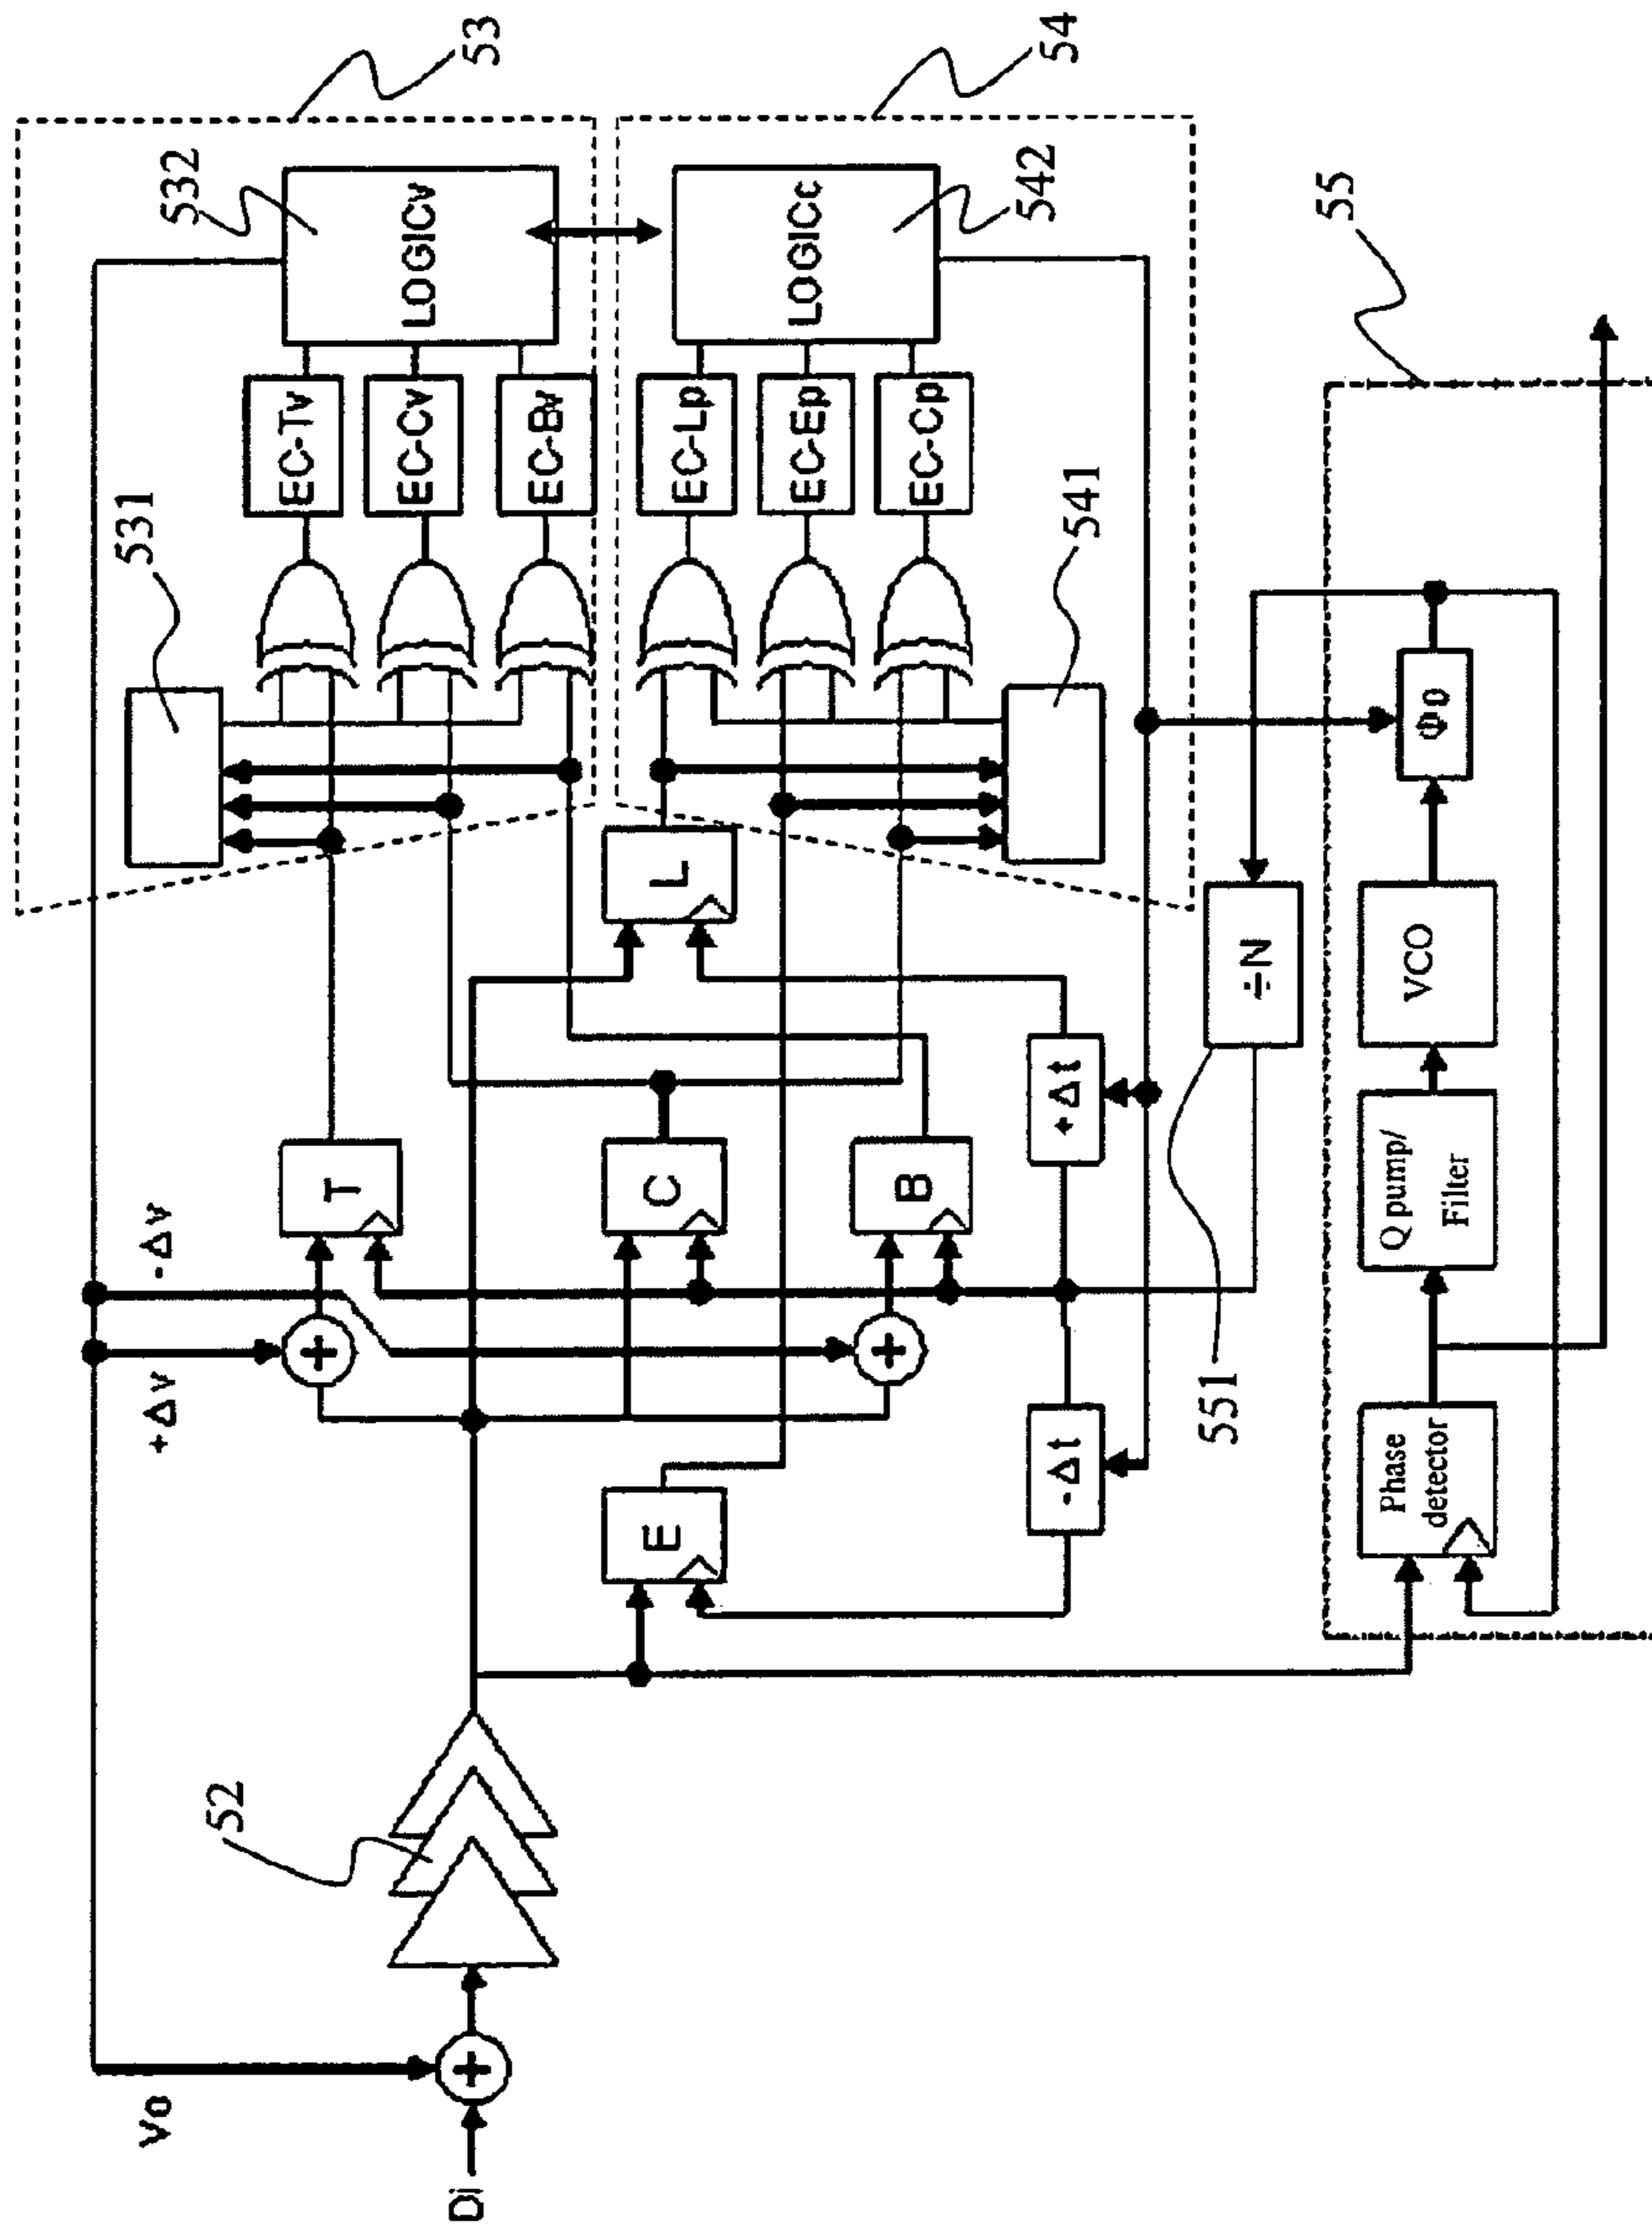 53
54
532
542
55
LOGICv
LOGICc
EC-Tv
EC-Cv
EC-Bv
EC-Lp
EC-Ep
EC-Cp
531
541
Φ0
L
÷N
VCO
+Δt
T
C
B
Q pump/
Filter
-Δv
+Δv
551
-Δt
E
Phase
detector
52
Vo
Di